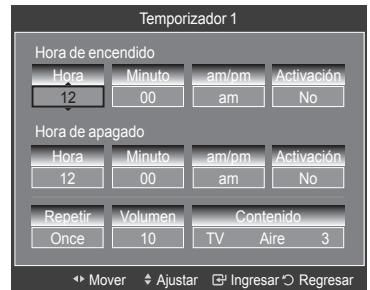 Temporizador 1
Hora de encendido
Hora Minuto am/pm Activación
12 00 am No
Hora de apagado
Hora Minuto am/pm Activación
12 00 am No
Repetir Volumen Contenido
Once 10 TV Aire 3
Mover Ajustar Ingresar Regresar